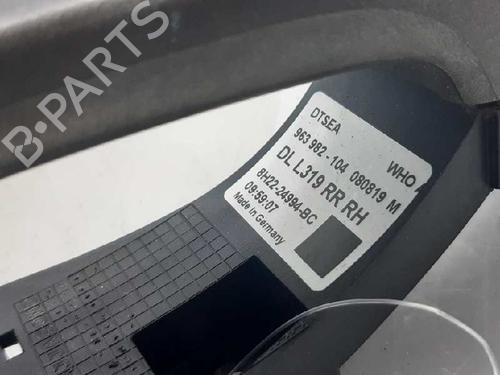 B-PARTS
DTSEA
WHO
963 982 - 104 080819 M
DL L319 RR RH
8H22-24994-BC
09:59:07
Made in Germany